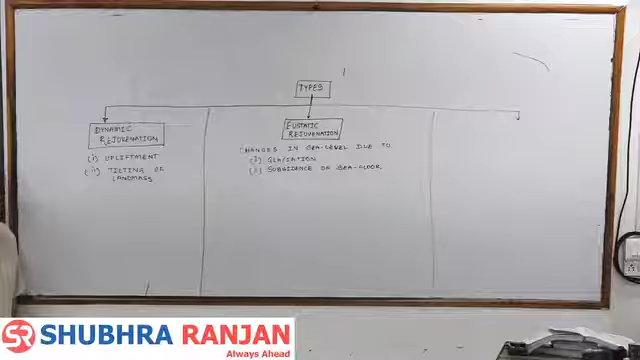 TYPES
DYNAMIC
REJUVENATION
(i) UPLIFTMENT
(ii) TILTING OF
LANDMASS
EUSTATIC
REJUVENATION
CHANGES IN SEA-LEVEL DUE TO
(i) GLACIATION
(ii) SUBSIDENCE OF SEA-FLOOR
SR SHUBHRA RANJAN
Always Ahead